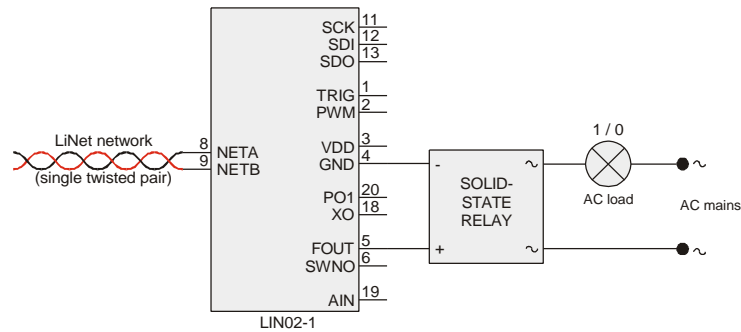 SCK 11
SDI 12
SDO 13
TRIG 1
PWM 2
LiNet network
(single twisted pair)
8 NETA
9 NETB
VDD 3
GND 4
PO1 20
XO 18
FOUT 5
SWNO 6
AIN 19
LIN02-1
- ~
SOLID-
STATE
RELAY
+ ~
1 / 0
AC load
~
AC mains
~